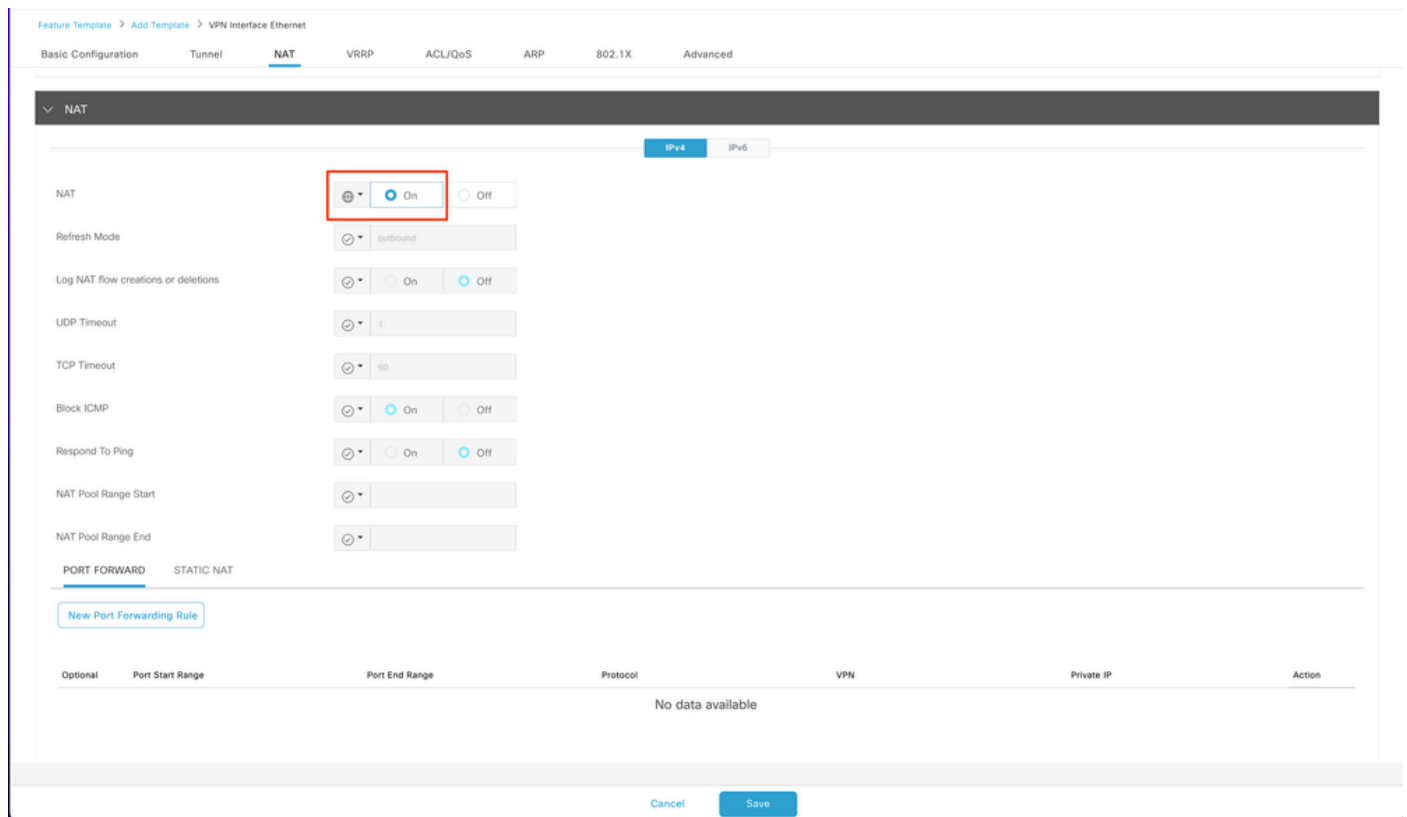 Feature Template > Add Template > VPN Interface Ethernet
Basic Configuration Tunnel NAT VRRP ACL/QoS ARP 802.1X Advanced
NAT
IPv4 IPv6
NAT On Off
Refresh Mode outbound
Log NAT flow creations or deletions On Off
UDP Timeout
TCP Timeout 60
Block ICMP On Off
Respond To Ping On Off
NAT Pool Range Start
NAT Pool Range End
PORT FORWARD STATIC NAT
New Port Forwarding Rule
Optional Port Start Range Port End Range Protocol VPN Private IP Action
No data available
Cancel Save